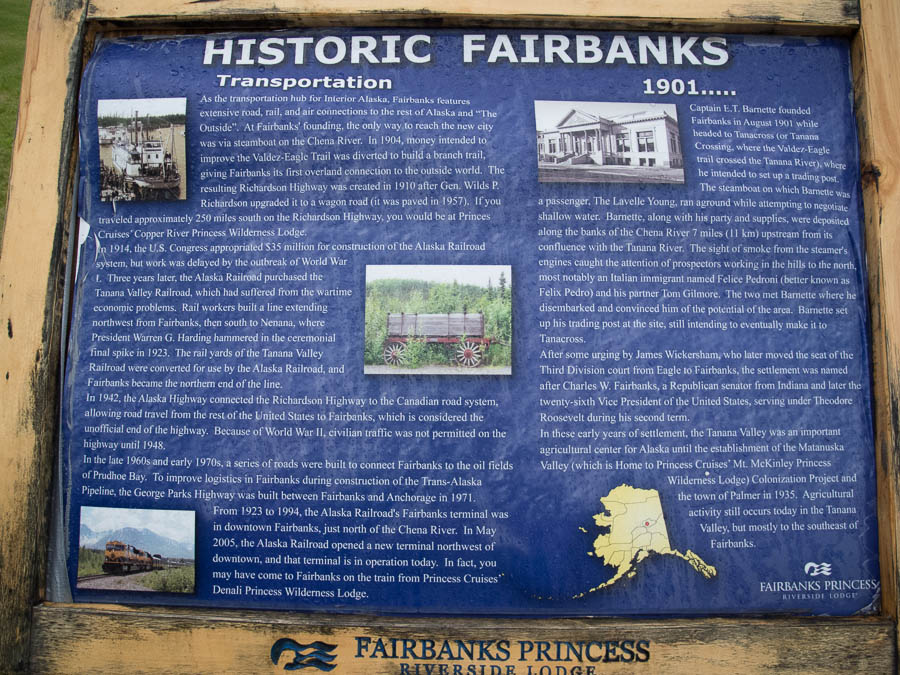 HISTORIC FAIRBANKS
Transportation
As the transportation hub for Interior Alaska, Fairbanks features
extensive road, rail, and air connections to the rest of Alaska and "The
Outside". At Fairbanks' founding, the only way to reach the new city
was via steamboat on the Chena River. In 1904, money intended to
improve the Valdez-Eagle Trail was diverted to build a branch trail,
giving Fairbanks its first overland connection to the outside world. The
resulting Richardson Highway was created in 1910 after Gen. Wilds P.
Richardson upgraded it to a wagon road (it was paved in 1957). If you
traveled approximately 250 miles south on the Richardson Highway, you would be at Princes
Cruises' Copper River Princess Wilderness Lodge.
In 1914, the U.S. Congress appropriated $35 million for construction of the Alaska Railroad
system, but work was delayed by the outbreak of World War
I. Three years later, the Alaska Railroad purchased the
Tanana Valley Railroad, which had suffered from the wartime
economic problems. Rail workers built a line extending
northwest from Fairbanks, then south to Nenana, where
President Warren G. Harding hammered in the ceremonial
final spike in 1923. The rail yards of the Tanana Valley
Railroad were converted for use by the Alaska Railroad, and
Fairbanks became the northern end of the line.
In 1942, the Alaska Highway connected the Richardson Highway to the Canadian road system,
allowing road travel from the rest of the United States to Fairbanks, which is considered the
unofficial end of the highway. Because of World War II, civilian traffic was not permitted on the
highway until 1948.
In the late 1960s and early 1970s, a series of roads were built to connect Fairbanks to the oil fields
of Prudhoe Bay. To improve logistics in Fairbanks during construction of the Trans-Alaska
Pipeline, the George Parks Highway was built between Fairbanks and Anchorage in 1971.
From 1923 to 1994, the Alaska Railroad's Fairbanks terminal was
in downtown Fairbanks, just north of the Chena River. In May
2005, the Alaska Railroad opened a new terminal northwest of
downtown, and that terminal is in operation today. In fact, you
may have come to Fairbanks on the train from Princess Cruises'
Denali Princess Wilderness Lodge.
1901.....
Captain E.T. Barnette founded
Fairbanks in August 1901 while
headed to Tanacross (or Tanana
Crossing, where the Valdez-Eagle
trail crossed the Tanana River), where
he intended to set up a trading post.
The steamboat on which Barnette was
a passenger, The Lavelle Young, ran aground while attempting to negotiate
shallow water. Barnette, along with his party and supplies, were deposited
along the banks of the Chena River 7 miles (11 km) upstream from its
confluence with the Tanana River. The sight of smoke from the steamer's
engines caught the attention of prospectors working in the hills to the north,
most notably an Italian immigrant named Felice Pedroni (better known as
Felix Pedro) and his partner Tom Gilmore. The two met Barnette where he
disembarked and convinced him of the potential of the area. Barnette set
up his trading post at the site, still intending to eventually make it to
Tanacross.
After some urging by James Wickersham, who later moved the seat of the
Third Division court from Eagle to Fairbanks, the settlement was named
after Charles W. Fairbanks, a Republican senator from Indiana and later the
twenty-sixth Vice President of the United States, serving under Theodore
Roosevelt during his second term.
In these early years of settlement, the Tanana Valley was an important
agricultural center for Alaska until the establishment of the Matanuska
Valley (which is Home to Princess Cruises' Mt. McKinley Princess
Wilderness Lodge) Colonization Project and
the town of Palmer in 1935. Agricultural
activity still occurs today in the Tanana
Valley, but mostly to the southeast of
Fairbanks.
FAIRBANKS PRINCESS
RIVERSIDE LODGE
FAIRBANKS PRINCESS
RIVERSIDE LODGE